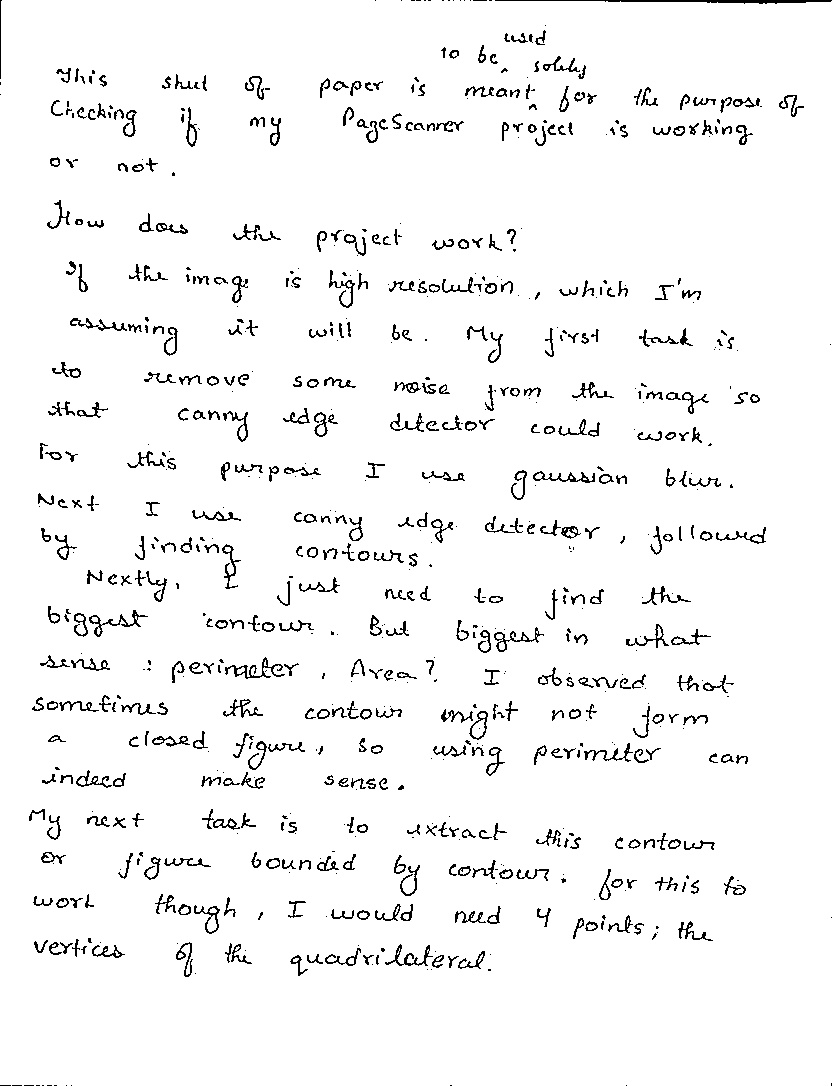 This sheet of paper is meant to be used solely for the purpose of
Checking if my PageScanner project is working
or not.
How does the project work?
If the image is high resolution, which I'm
assuming it will be. My first task is
to remove some noise from the image so
that canny edge detector could work.
For this purpose I use gaussian blur.
Next I use canny edge detector, followed
by finding contours.
Nextly, I just need to find the
biggest contour. But biggest in what
sense : perimeter, Area? I observed that
sometimes the contour might not form
a closed figure, so using perimeter can
indeed make sense.
My next task is to extract this contour
or figure bounded by contour. for this to
work though, I would need 4 points; the
vertices of the quadrilateral.